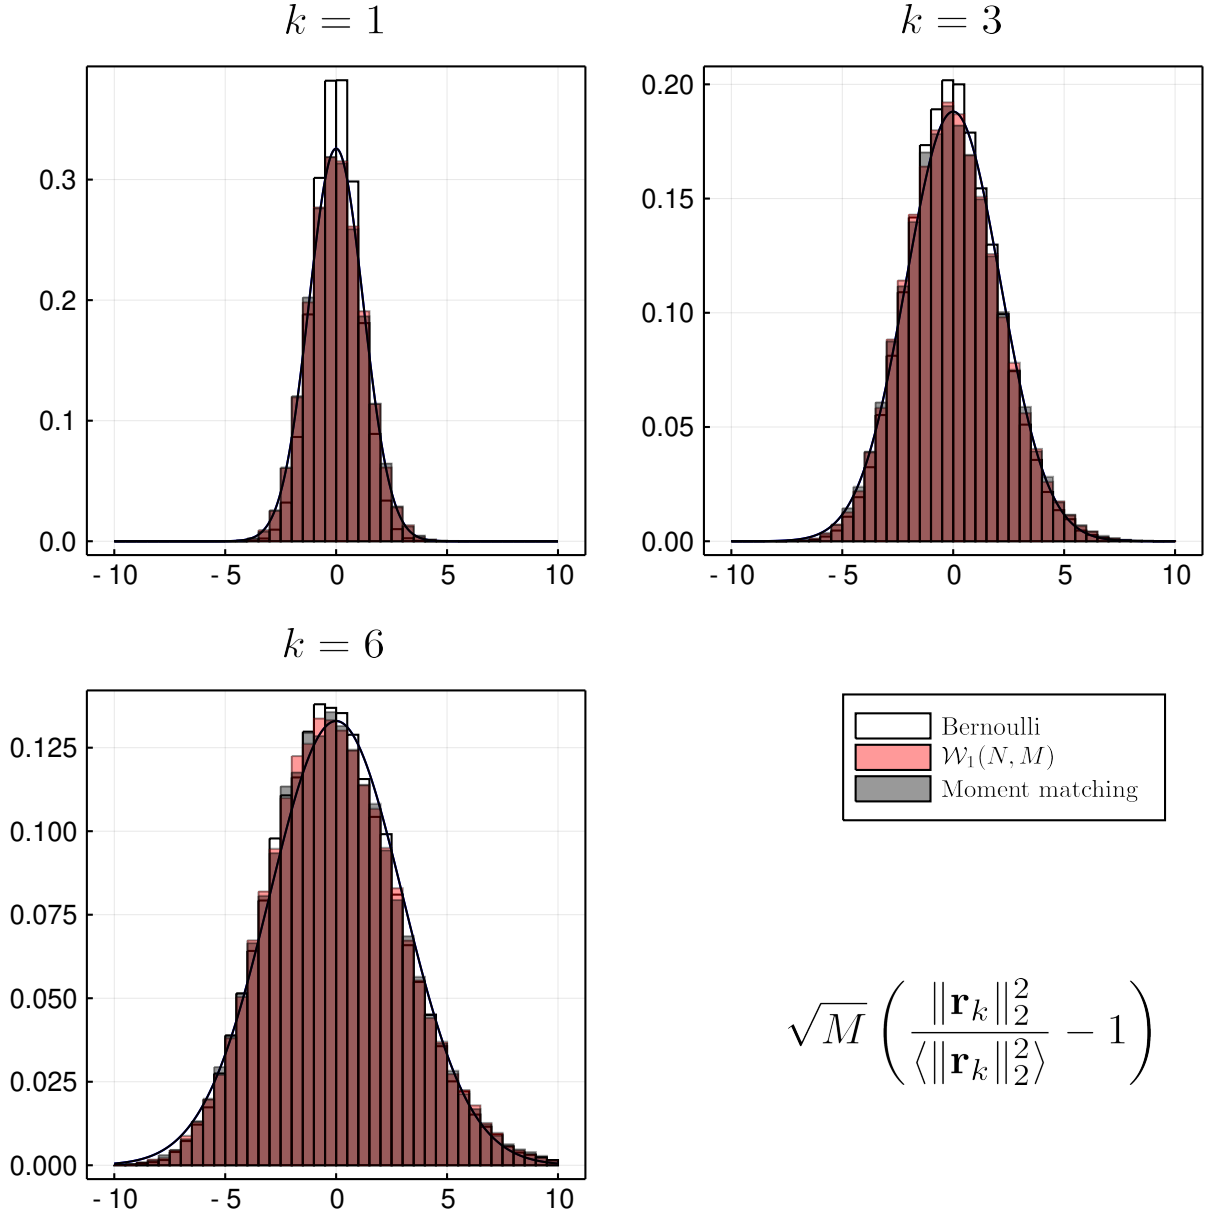 k = 1
0.3
0.2
0.1
0.0
- 10 - 5 0 5 10
k = 3
0.20
0.15
0.10
0.05
0.00
- 10 - 5 0 5 10
k = 6
0.125
0.100
0.075
0.050
0.025
0.000
- 10 - 5 0 5 10
Bernoulli
𝒲₁(N, M)
Moment matching
√M ( ‖𝐫ₖ‖₂² / ⟨‖𝐫ₖ‖₂²⟩ − 1 )